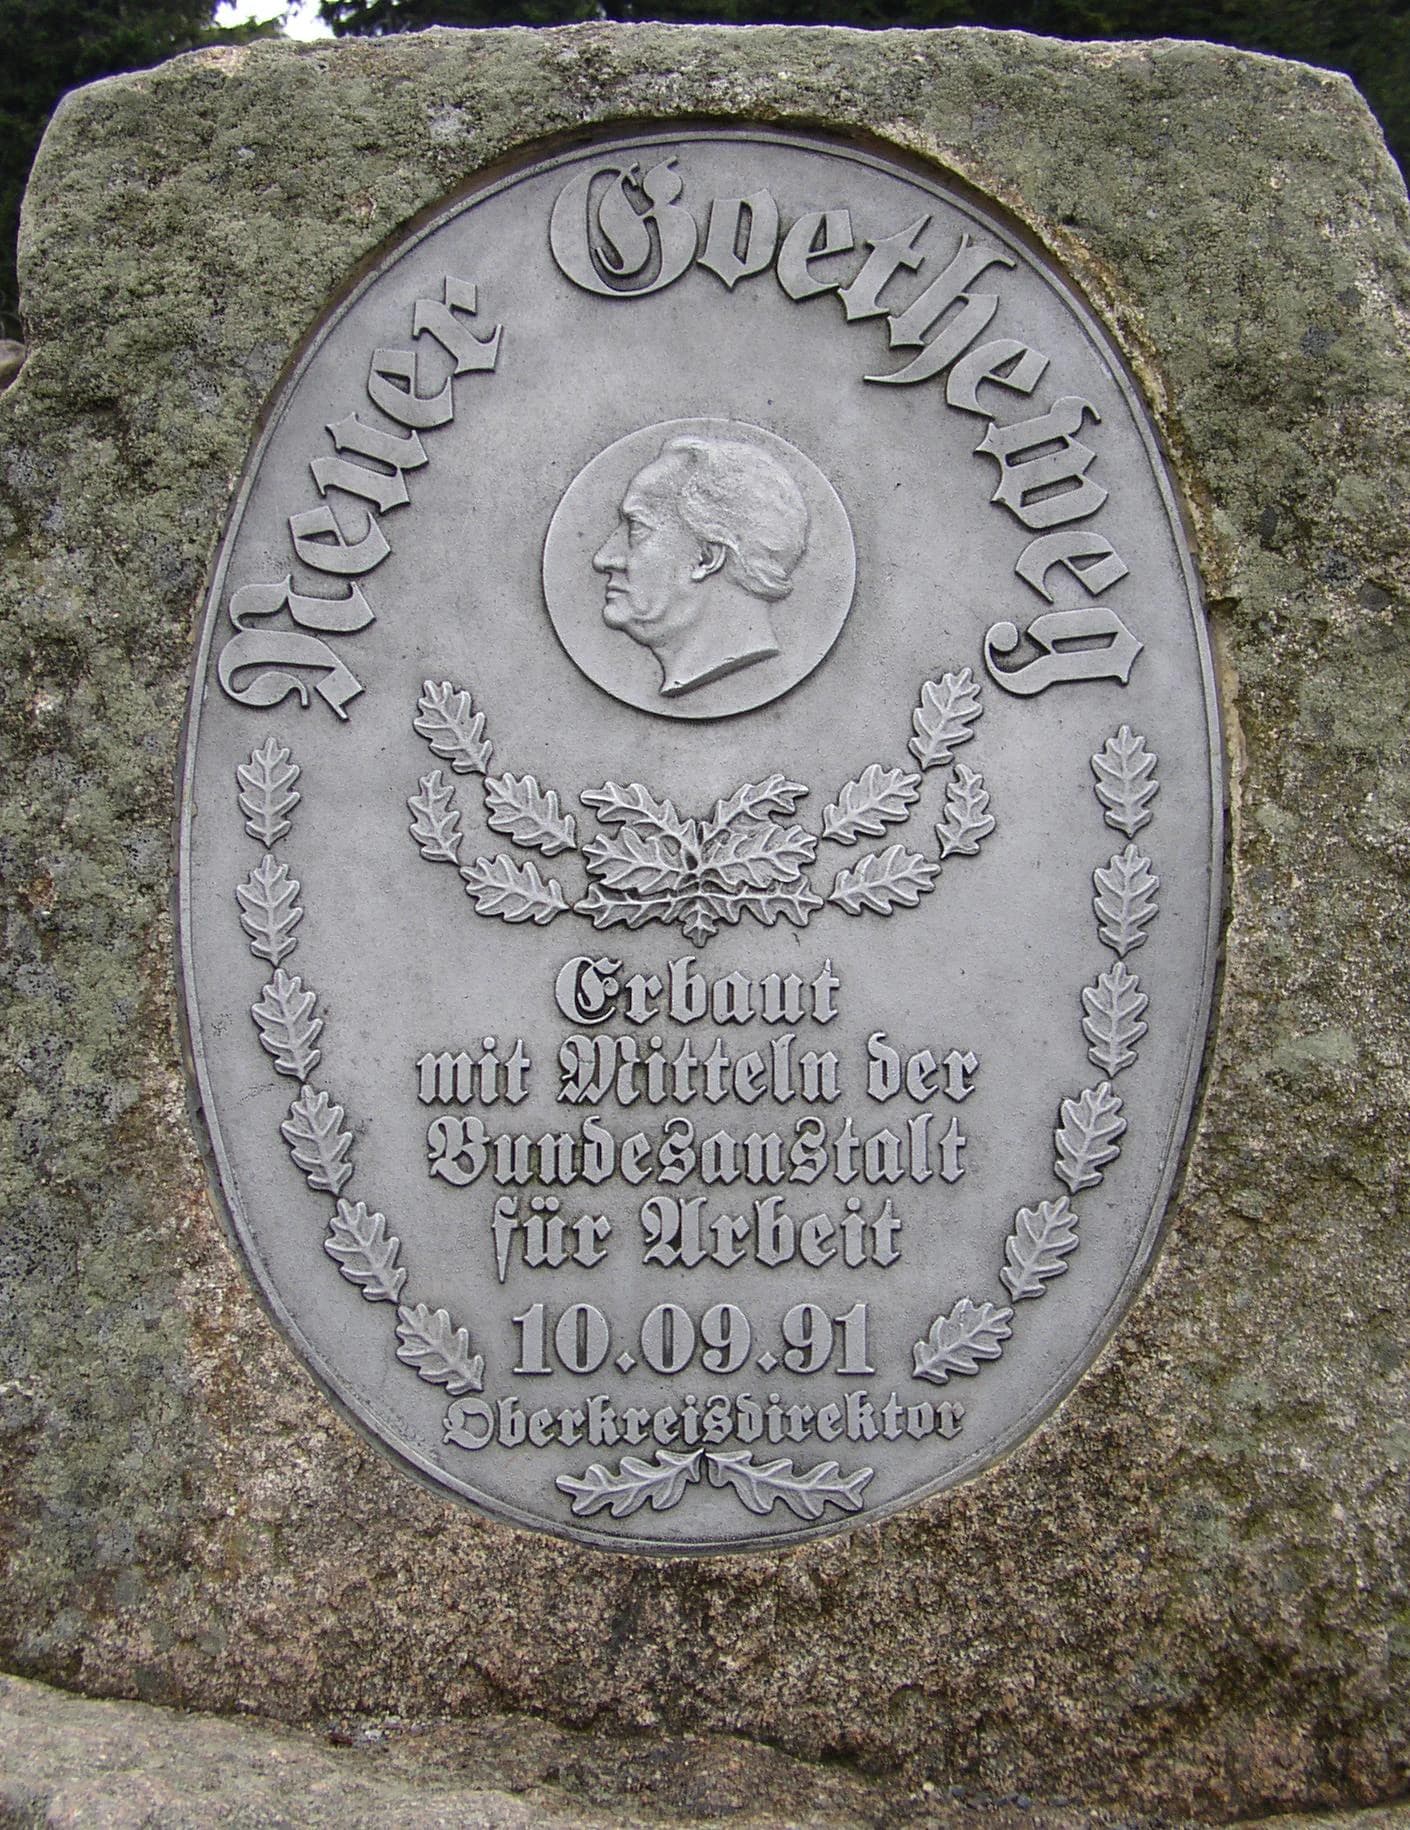 Neuer Goetheweg
Erbaut
mit Mitteln der
Bundesanstalt
für Arbeit
10.09.91
Oberkreisdirektor